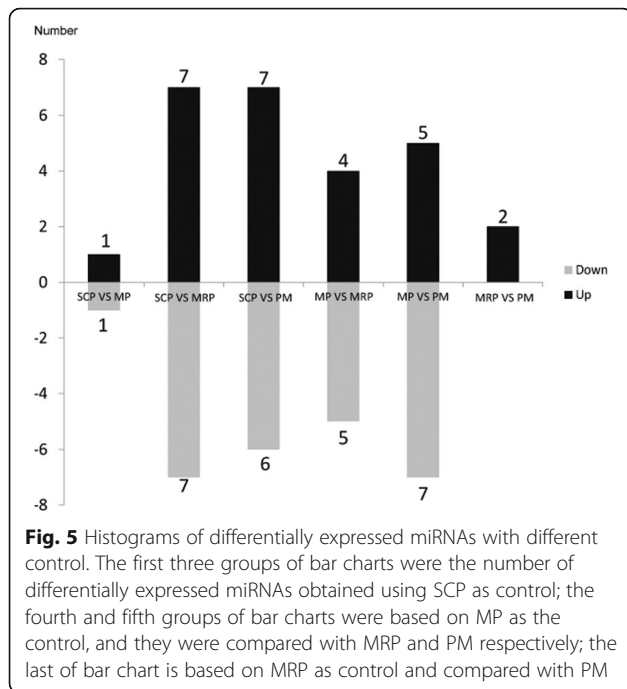 Number
8
6
4
2
0
-2
-4
-6
-8
1
7
7
4
5
2
SCP VS MP
SCP VS MRP
SCP VS PM
MP VS MRP
MP VS PM
MRP VS PM
1
7
6
5
7
Down
Up
Fig. 5 Histograms of differentially expressed miRNAs with different
control. The first three groups of bar charts were the number of
differentially expressed miRNAs obtained using SCP as control; the
fourth and fifth groups of bar charts were based on MP as the
control, and they were compared with MRP and PM respectively; the
last of bar chart is based on MRP as control and compared with PM